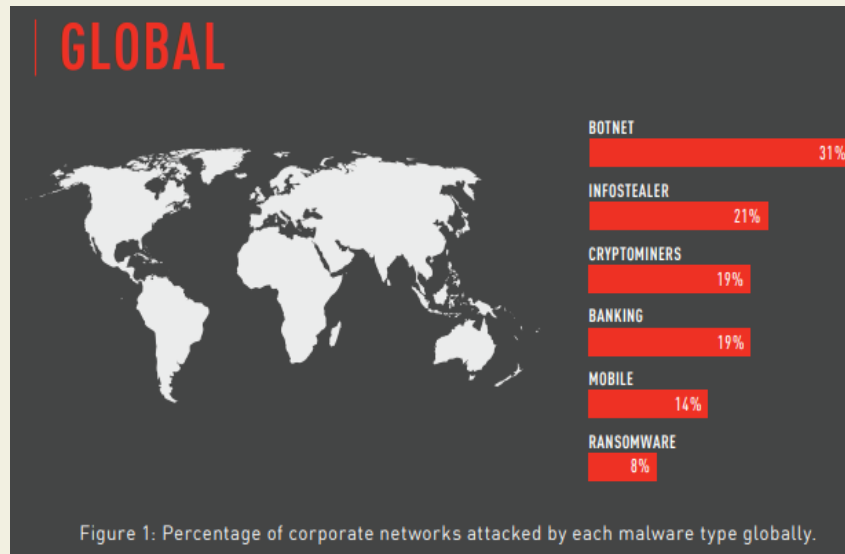 GLOBAL
BOTNET
31%
INFOSTEALER
21%
CRYPTOMINERS
19%
BANKING
19%
MOBILE
14%
RANSOMWARE
8%
Figure 1: Percentage of corporate networks attacked by each malware type globally.